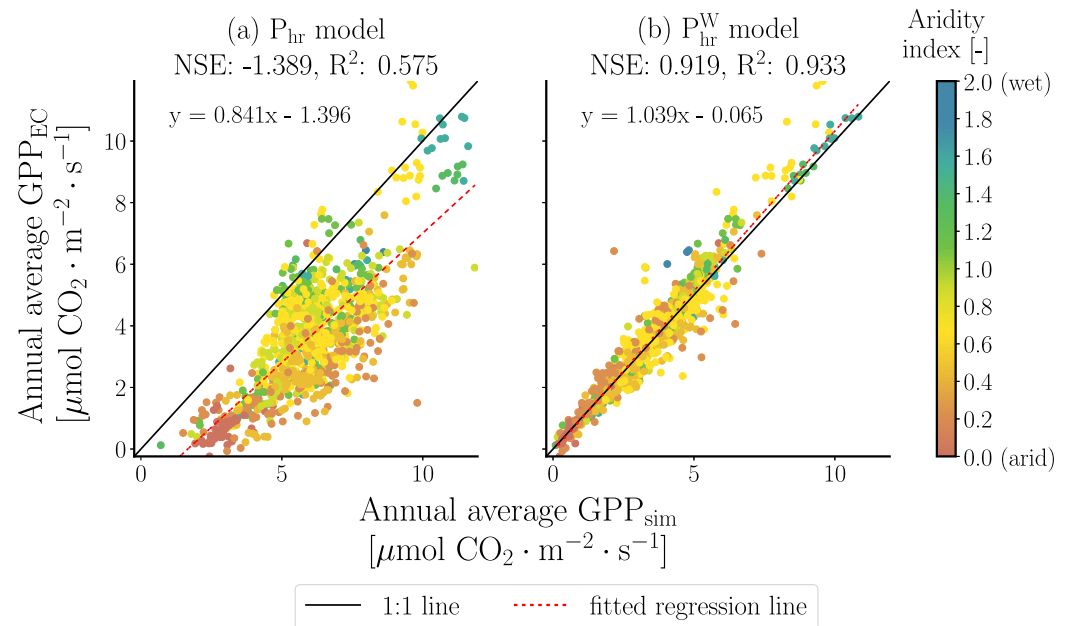 (a) P_hr model
NSE: -1.389, R²: 0.575
y = 0.841x - 1.396
(b) P_hr^W model
NSE: 0.919, R²: 0.933
y = 1.039x - 0.065
Aridity
index [-]
2.0 (wet)
1.8
1.6
1.4
1.2
1.0
0.8
0.6
0.4
0.2
0.0 (arid)
Annual average GPP_EC
[μmol CO₂ · m⁻² · s⁻¹]
10
8
6
4
2
0
0
5
10
0
5
10
Annual average GPP_sim
[μmol CO₂ · m⁻² · s⁻¹]
1:1 line
fitted regression line